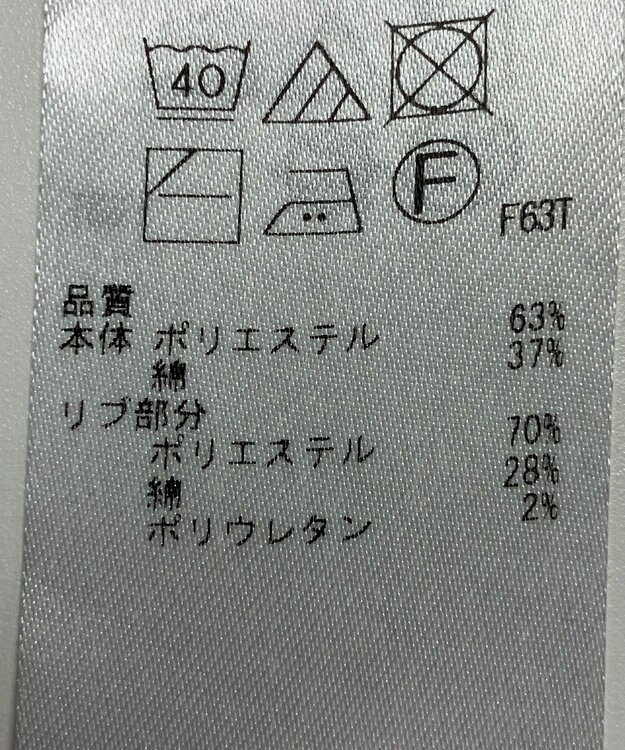 40
F
F63T
品質
本体 ポリエステル 63%
綿 37%
リブ部分
ポリエステル 70%
綿 28%
ポリウレタン 2%